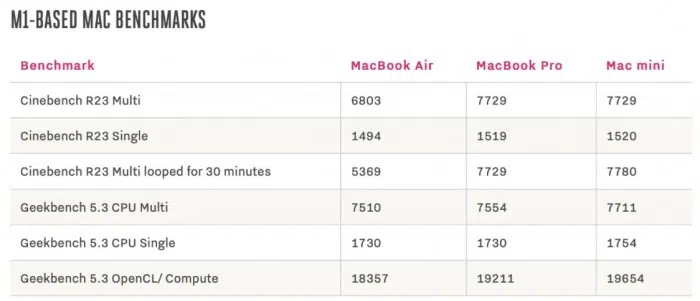 M1-BASED MAC BENCHMARKS
Benchmark MacBook Air MacBook Pro Mac mini
Cinebench R23 Multi 6803 7729 7729
Cinebench R23 Single 1494 1519 1520
Cinebench R23 Multi looped for 30 minutes 5369 7729 7780
Geekbench 5.3 CPU Multi 7510 7554 7711
Geekbench 5.3 CPU Single 1730 1730 1754
Geekbench 5.3 OpenCL/ Compute 18357 19211 19654